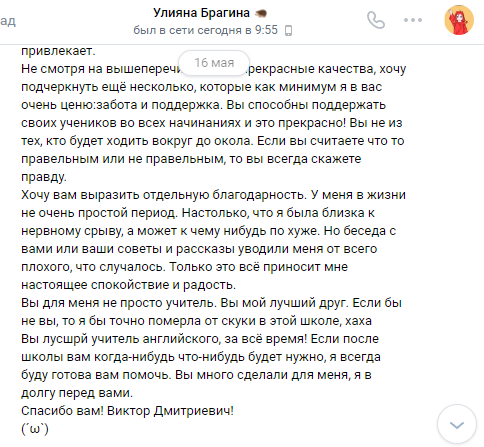 ад
Улияна Брагина
был в сети сегодня в 9:55
привлекает.
16 мая
Не смотря на вышепере прекрасные качества, хочу
подчеркнуть ещё несколько, которые как минимум я в вас
очень ценю:забота и поддержка. Вы способны поддержать
своих учеников во всех начинаниях и это прекрасно! Вы не из
тех, кто будет ходить вокруг до окола. Если вы считаете что то
правельным или не правельным, то вы всегда скажете
правду.
Хочу вам выразить отдельную благодарность. У меня в жизни
не очень простой период. Настолько, что я была близка к
нервному срыву, а может к чему нибудь по хуже. Но беседа с
вами или ваши советы и рассказы уводили меня от всего
плохого, что случалось. Только это всё приносит мне
настоящее спокойствие и радость.
Вы для меня не просто учитель. Вы мой лучший друг. Если бы
не вы, то я бы точно померла от скуки в этой школе, хаха
Вы лусшрй учитель английского, за всё время! Если после
школы вам когда-нибудь что-нибудь будет нужно, я всегда
буду готова вам помочь. Вы много сделали для меня, я в
долгу перед вами.
Спасибо вам! Виктор Дмитриевич!
(´ω`)